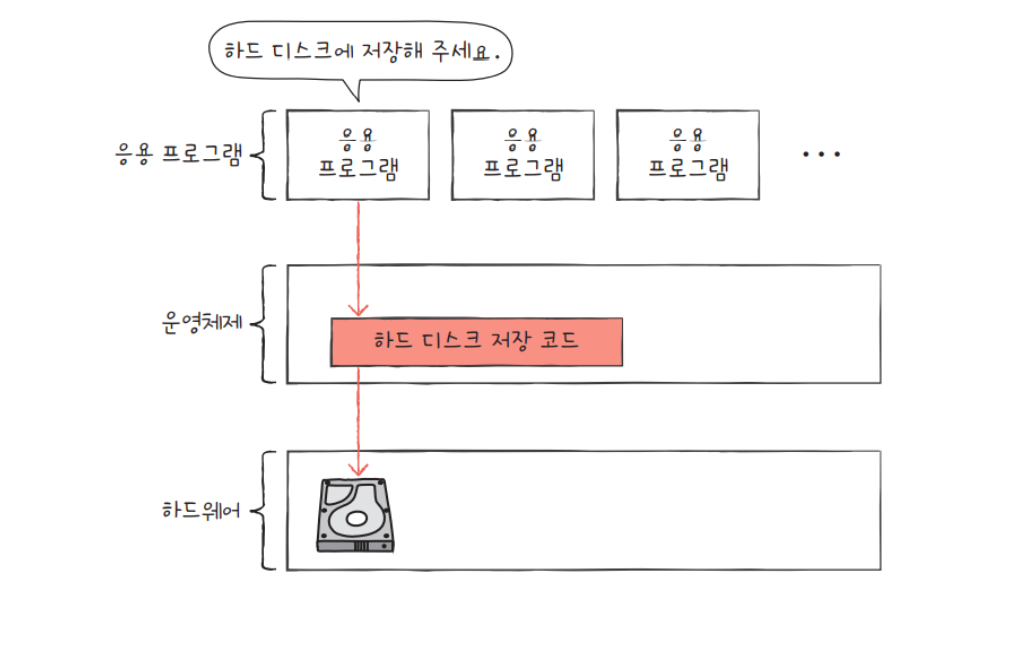 하드 디스크에 저장해 주세요.
응용 프로그램
응용
프로그램
응용
프로그램
응용
프로그램
...
운영체제
하드 디스크 저장 코드
하드웨어